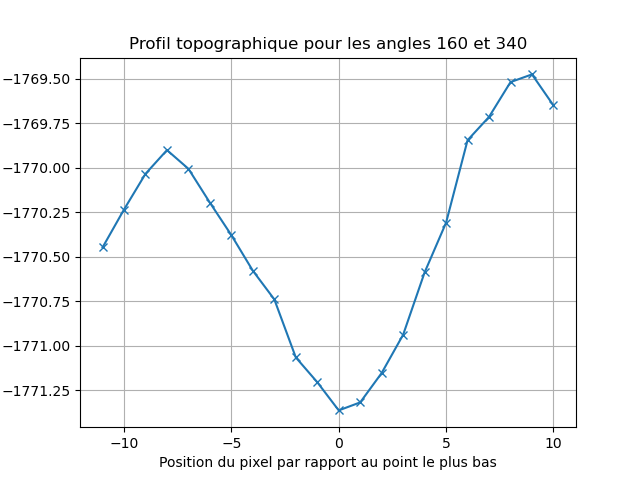 Profil topographique pour les angles 160 et 340
−1769.50
−1769.75
−1770.00
−1770.25
−1770.50
−1770.75
−1771.00
−1771.25
−10 −5 0 5 10
Position du pixel par rapport au point le plus bas